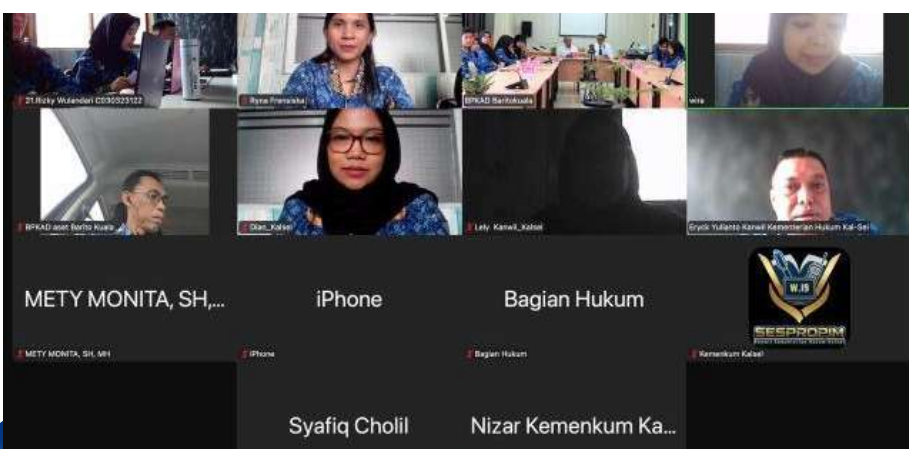 21.Rizky Wulandari C030323122
Ryna Fransiska
BPKAD Baritokuala
wira
BPKAD aset Barito Kuala
Dian_Kalsel
Lely. Kanwil_Kalsel
Eryck Yulianto Kanwil Kementerian Hukum Kal-Sel
METY MONITA, SH,...
iPhone
Bagian Hukum
W.19
SESPROPIM
METY MONITA, SH, MH
iPhone
Bagian Hukum
Kemenkum Kalsel
Syafiq Cholil
Nizar Kemenkum Ka...